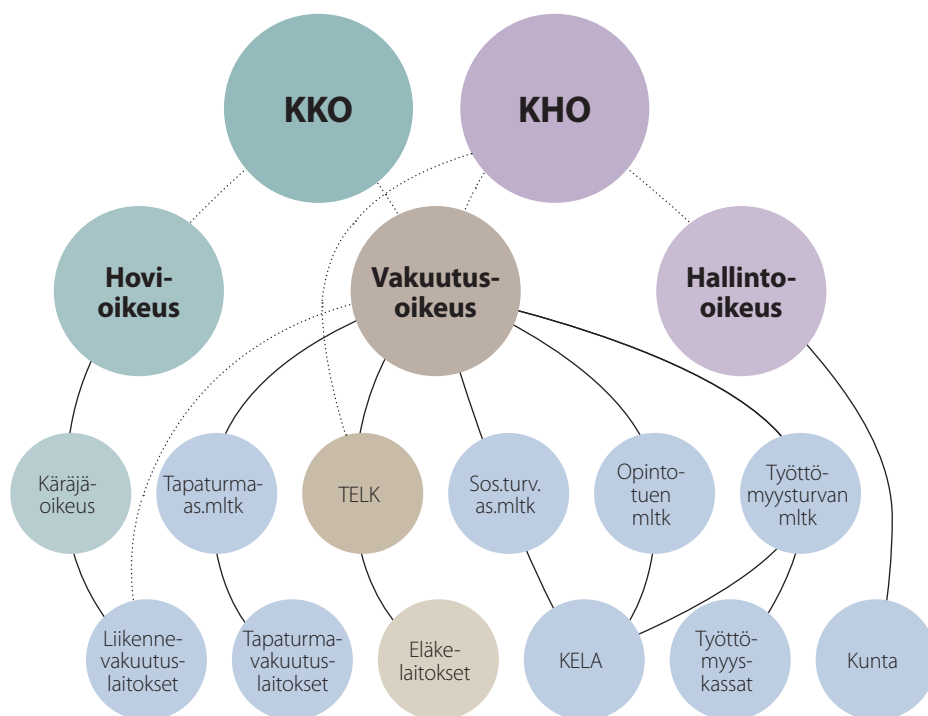 KKO
KHO
Hovi-
oikeus
Vakuutus-
oikeus
Hallinto-
oikeus
Käräjä-
oikeus
Tapaturma-
as.mltk
TELK
Sos.turv.
as.mltk
Opinto-
tuen
mltk
Työttö-
myysturvan
mltk
Liikenne-
vakuutus-
laitokset
Tapaturma-
vakuutus-
laitokset
Eläke-
laitokset
KELA
Työttö-
myys-
kassat
Kunta